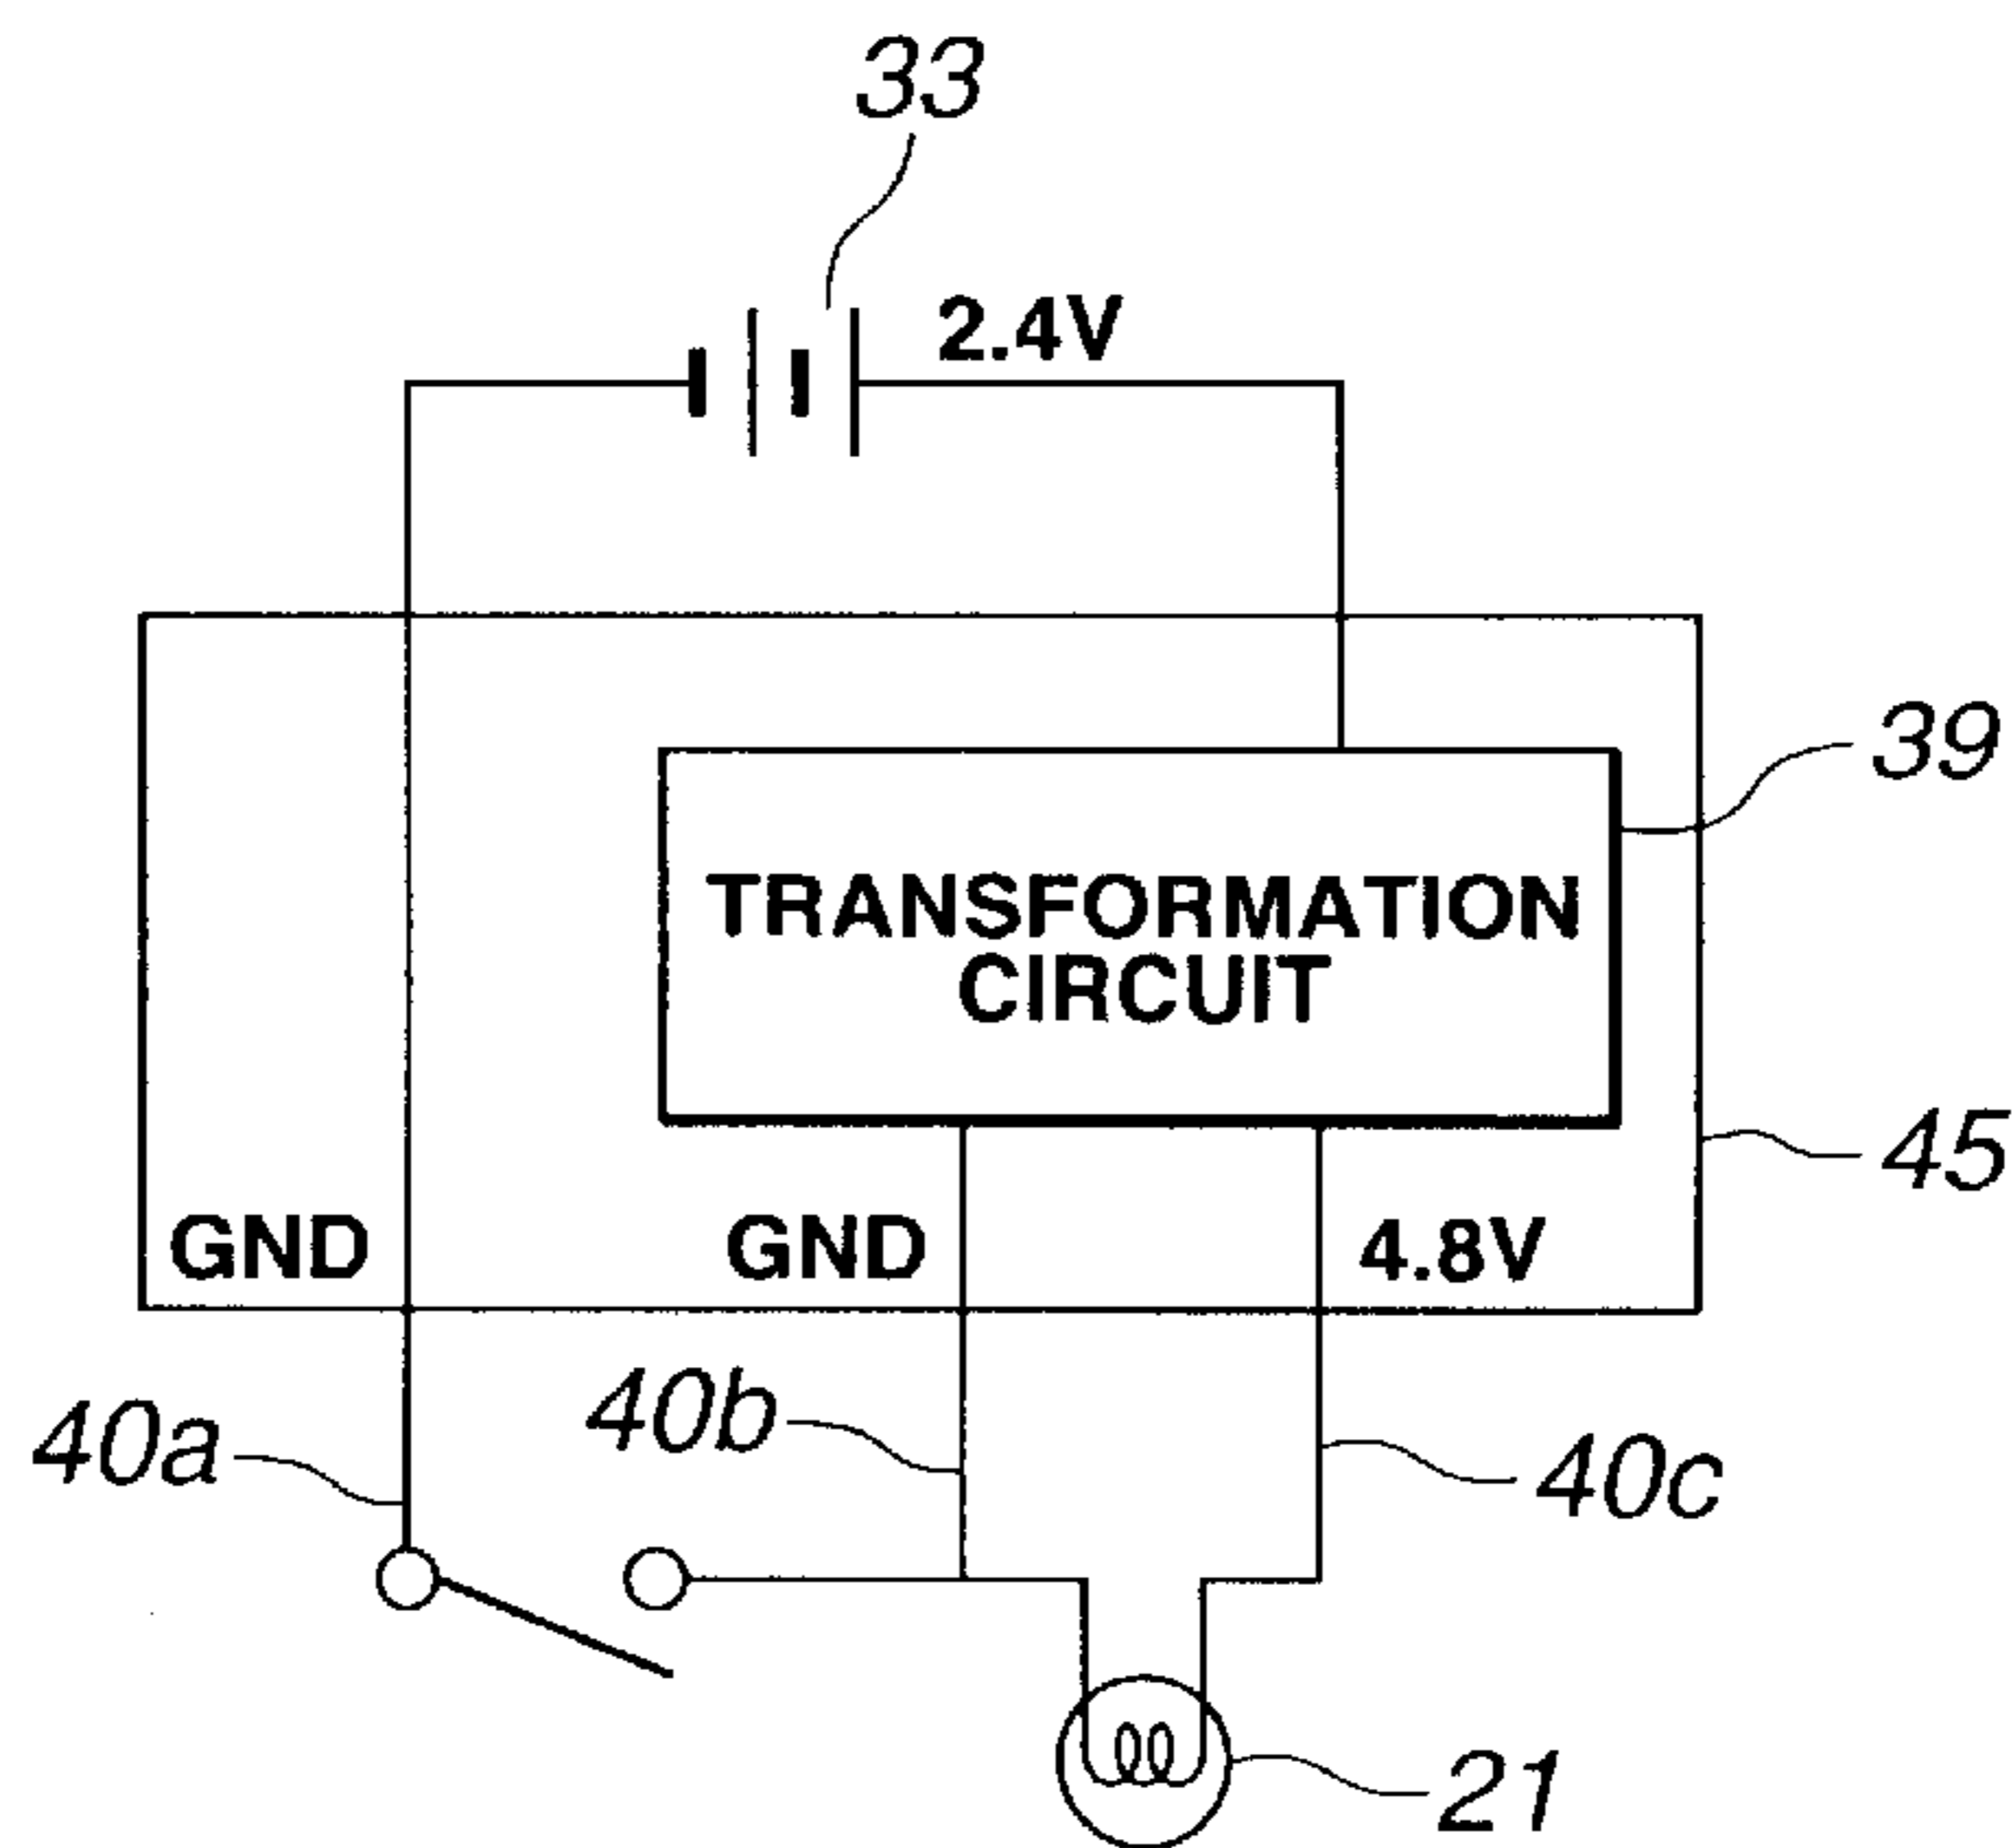 33
2.4V
39
TRANSFORMATION
CIRCUIT
45
GND
GND
4.8V
40a
40b
40c
21